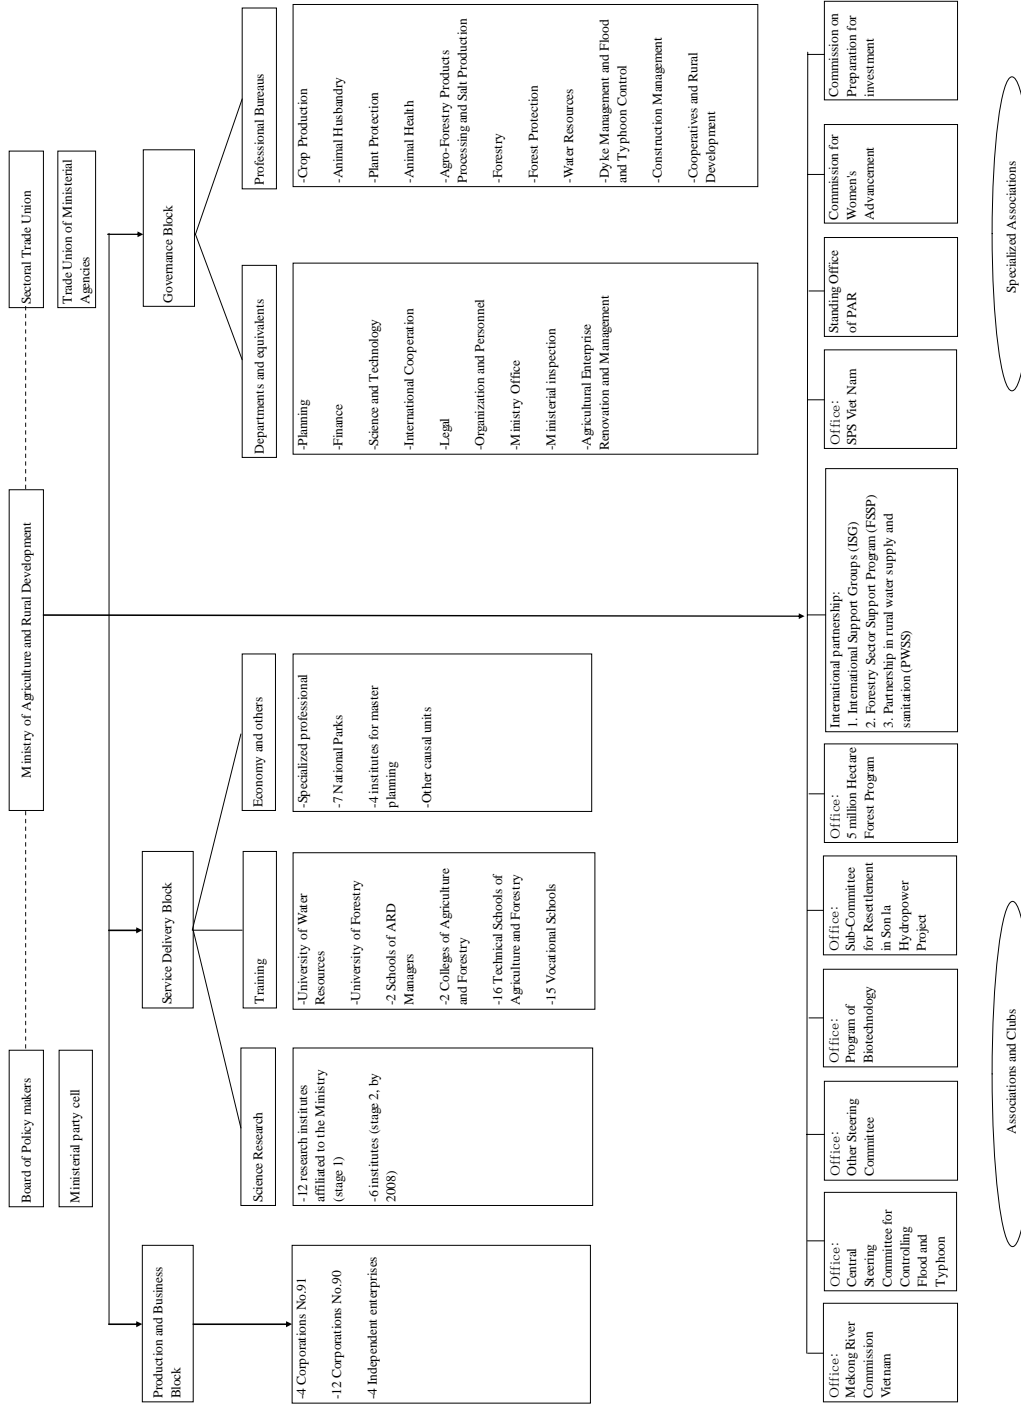 Board of Policy makers
Ministry of Agriculture and Rural Development
Sectoral Trade Union
Ministerial party cell
Trade Union of Ministerial
Agencies
Production and Business
Block
Service Delivery Block
Governance Block
Science Research
Training
Economy and others
Departments and equivalents
Professional Bureaus
-4 Corporations No.91
-12 Corporations No.90
-4 Independent enterprises
-12 research institutes
affiliated to the Ministry
(stage 1)
-6 institutes (stage 2, by
2008)
-University of Water
Resources
-University of Forestry
-2 Schools of ARD
Managers
-2 Colleges of Agriculture
and Forestry
-16 Technical Schools of
Agriculture and Forestry
-15 Vocational Schools
-Specialized professional
-7 National Parks
-4 institutes for master
planning
-Other causal units
-Planning
-Finance
-Science and Technology
-International Cooperation
-Legal
-Organization and Personnel
-Ministry Office
-Ministerial inspection
-Agricultural Enterprise
Renovation and Management
-Crop Production
-Animal Husbandry
-Plant Protection
-Animal Health
-Agro-Forestry Products
Processing and Salt Production
-Forestry
-Forest Protection
-Water Resources
-Dyke Management and Flood
and Typhoon Control
-Construction Management
-Cooperatives and Rural
Development
Office:
Mekong River
Commission
Vietnam
Office:
Central
Steering
Committee for
Controlling
Flood and
Typhoon
Office:
Other Steering
Committee
Office:
Program of
Biotechnology
Office:
Sub-Committee
for Resettlement
in Son la
Hydropower
Project
Office:
5 million Hectare
Forest Program
International partnership:
1. International Support Groups (ISG)
2. Forestry Sector Support Program (FSSP)
3. Partnership in rural water supply and
sanitation (PWSS)
Office:
SPS Viet Nam
Standing Office
of PAR
Commission for
Women's
Advancement
Commission on
Preparation for
investment
Associations and Clubs
Specialized Associations